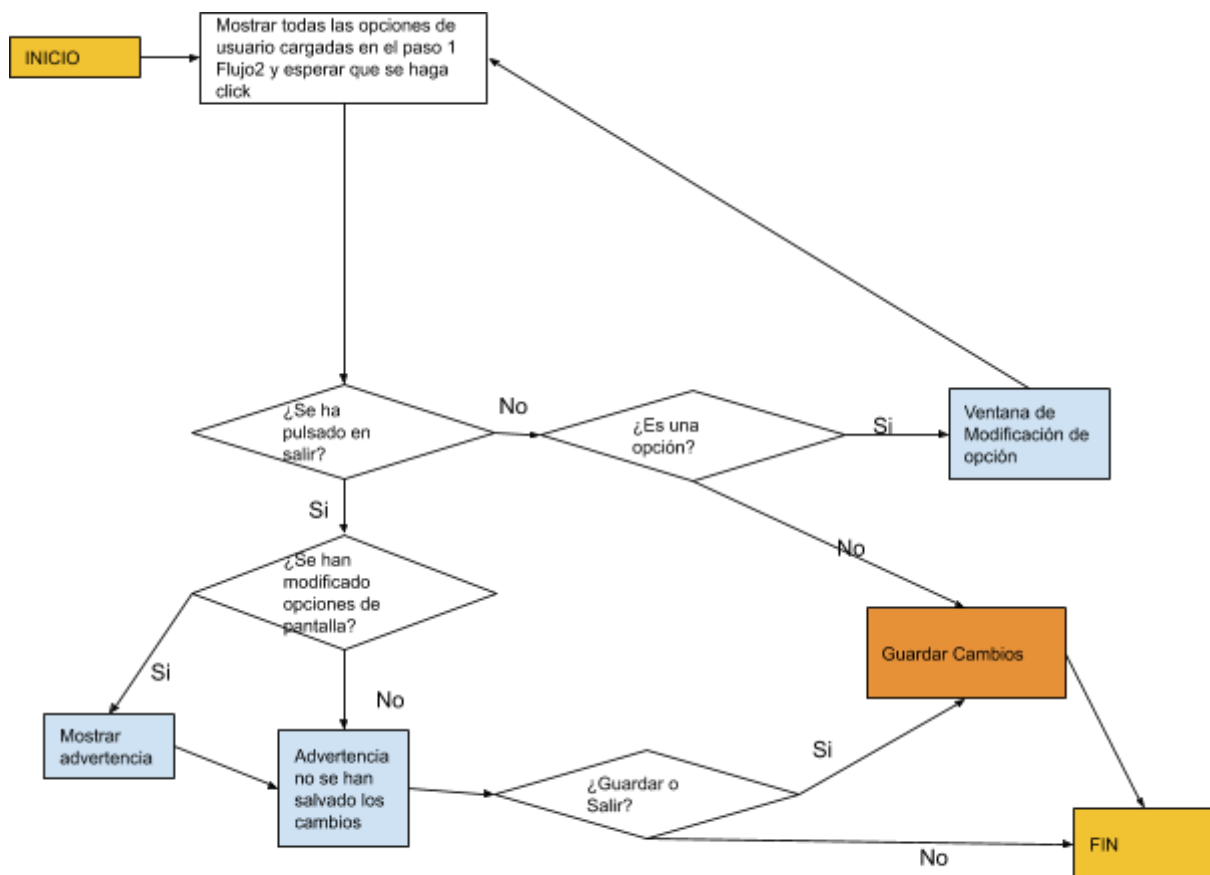 INICIO
Mostrar todas las opciones de
usuario cargadas en el paso 1
Flujo2 y esperar que se haga
click
¿Se ha
pulsado en
salir?
No
¿Es una
opción?
Si
Ventana de
Modificación de
opción
Si
No
¿Se han
modificado
opciones de
pantalla?
Si
No
Guardar Cambios
Mostrar
advertencia
Advertencia
no se han
salvado los
cambios
¿Guardar o
Salir?
Si
No
FIN